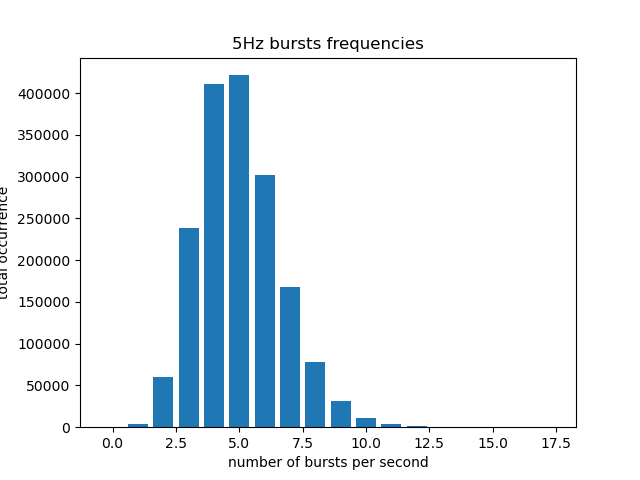 5Hz bursts frequencies
400000
350000
300000
250000
200000
150000
100000
50000
0
total occurrence
0.0 2.5 5.0 7.5 10.0 12.5 15.0 17.5
number of bursts per second